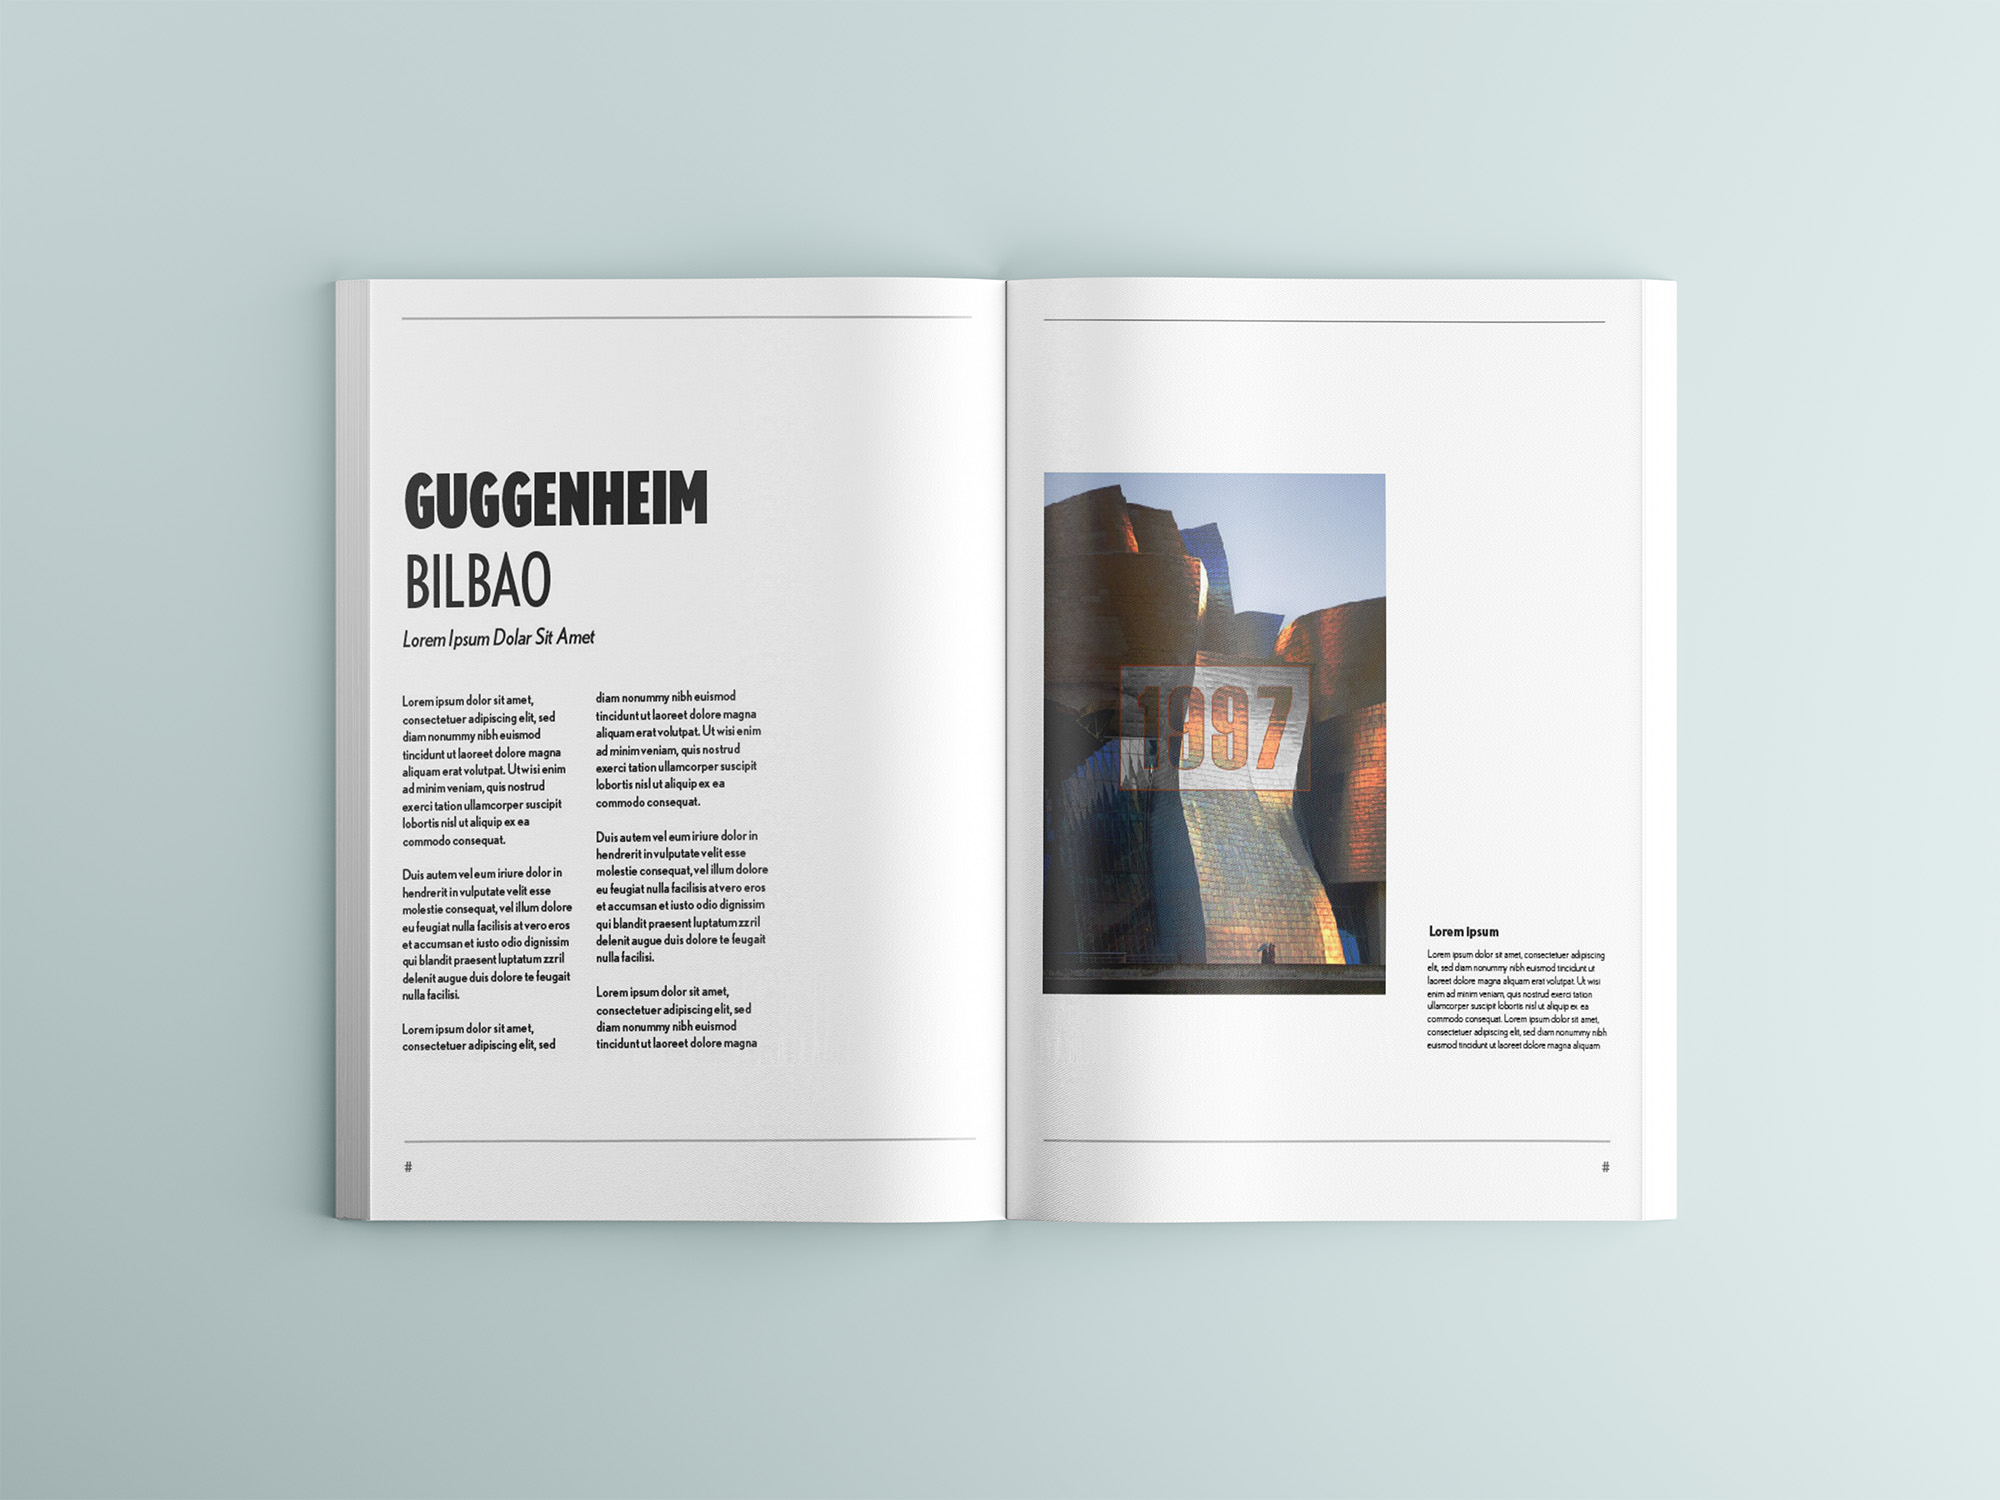 GUGGENHEIM
BILBAO
Lorem Ipsum Dolar Sit Amet
Lorem ipsum dolor sit amet,
consectetuer adipiscing elit, sed
diam nonummy nibh euismod
tincidunt ut laoreet dolore magna
aliquam erat volutpat. Ut wisi enim
ad minim veniam, quis nostrud
exerci tation ullamcorper suscipit
lobortis nisl ut aliquip ex ea
commodo consequat.
Duis autem vel eum iriure dolor in
hendrerit in vulputate velit esse
molestie consequat, vel illum dolore
eu feugiat nulla facilisis at vero eros
et accumsan et iusto odio dignissim
qui blandit praesent luptatum zzril
delenit augue duis dolore te feugait
nulla facilisi.
Lorem ipsum dolor sit amet,
consectetuer adipiscing elit, sed
diam nonummy nibh euismod
tincidunt ut laoreet dolore magna
aliquam erat volutpat. Ut wisi enim
ad minim veniam, quis nostrud
exerci tation ullamcorper suscipit
lobortis nisl ut aliquip ex ea
commodo consequat.
Duis autem vel eum iriure dolor in
hendrerit in vulputate velit esse
molestie consequat, vel illum dolore
eu feugiat nulla facilisis at vero eros
et accumsan et iusto odio dignissim
qui blandit praesent luptatum zzril
delenit augue duis dolore te feugait
nulla facilisi.
Lorem ipsum dolor sit amet,
consectetuer adipiscing elit, sed
diam nonummy nibh euismod
tincidunt ut laoreet dolore magna
#
1997
Lorem Ipsum
Lorem ipsum dolor sit amet, consectetuer adipiscing
elit, sed diam nonummy nibh euismod tincidunt ut
laoreet dolore magna aliquam erat volutpat. Ut wisi
enim ad minim veniam, quis nostrud exerci tation
ullamcorper suscipit lobortis nisl ut aliquip ex ea
commodo consequat. Lorem ipsum dolor sit amet,
consectetuer adipiscing elit, sed diam nonummy nibh
euismod tincidunt ut laoreet dolore magna aliquam
#